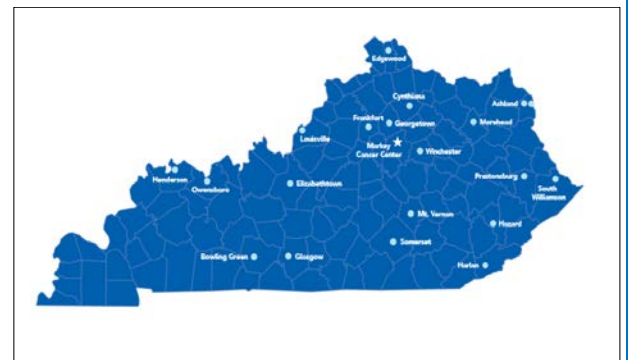 Edgewood
Cynthiana
Ashland
Frankfort
Georgetown
Morehead
Louisville
Markey
Cancer Center
Winchester
Henderson
Owensboro
Elizabethtown
Prestonsburg
South
Williamson
Mt. Vernon
Hazard
Somerset
Bowling Green
Glasgow
Harlan